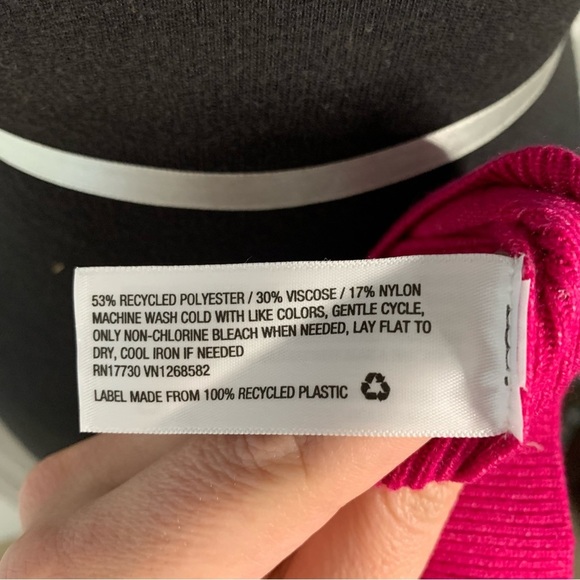 53% RECYCLED POLYESTER / 30% VISCOSE / 17% NYLON
MACHINE WASH COLD WITH LIKE COLORS, GENTLE CYCLE,
ONLY NON-CHLORINE BLEACH WHEN NEEDED, LAY FLAT TO
DRY, COOL IRON IF NEEDED
RN17730 VN1268582
LABEL MADE FROM 100% RECYCLED PLASTIC